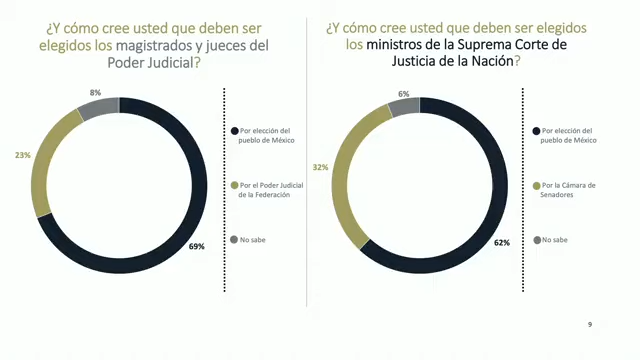 ¿Y cómo cree usted que deben ser
elegidos los magistrados y jueces del
Poder Judicial?
8%
23%
69%
Por elección del
pueblo de México
Por el Poder Judicial
de la Federación
No sabe
¿Y cómo cree usted que deben ser elegidos
los ministros de la Suprema Corte de
Justicia de la Nación?
6%
32%
62%
Por elección del
pueblo de México
Por la Cámara de
Senadores
No sabe
9